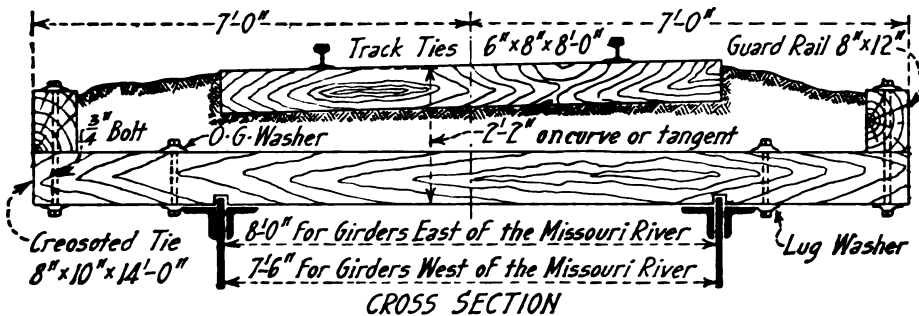 7'-0" 7'-0"
Track Ties 6"x8"x8'-0" Guard Rail 8"x12"
3/4" Bolt
O.G. Washer
2'-2" on curve or tangent
8'-0" For Girders East of the Missouri River
Creosoted Tie
8"x10"x14'-0"
Lug Washer
7'-6" For Girders West of the Missouri River
CROSS SECTION